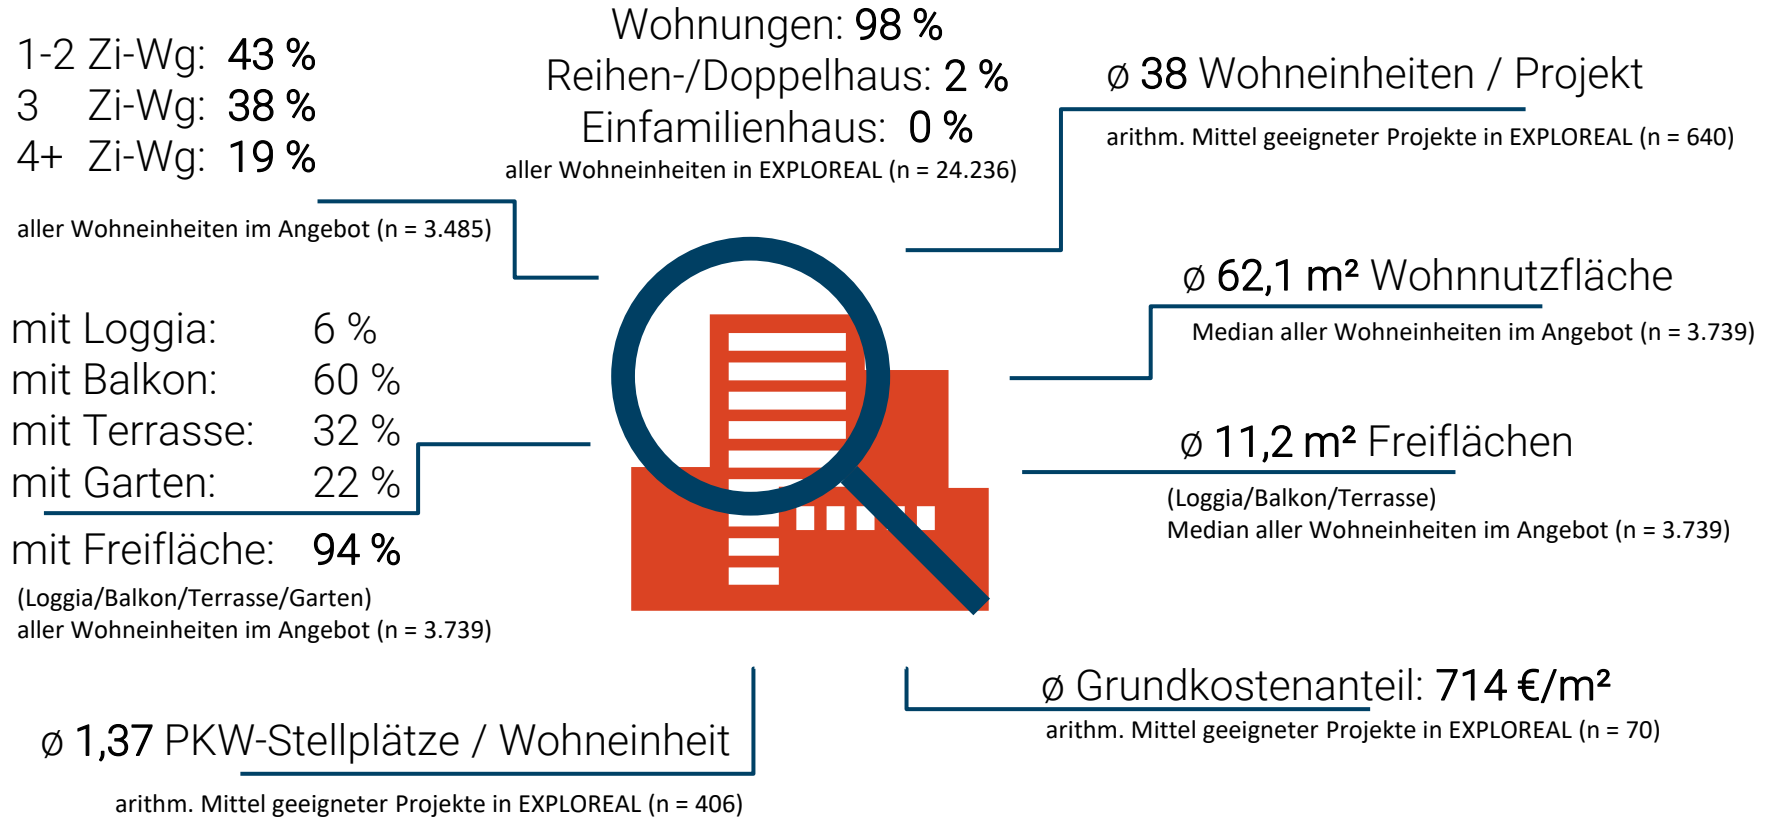 1-2 Zi-Wg: 43 %
3 Zi-Wg: 38 %
4+ Zi-Wg: 19 %
aller Wohneinheiten im Angebot (n = 3.485)
Wohnungen: 98 %
Reihen-/Doppelhaus: 2 %
Einfamilienhaus: 0 %
aller Wohneinheiten in EXPLOREAL (n = 24.236)
ø 38 Wohneinheiten / Projekt
arithm. Mittel geeigneter Projekte in EXPLOREAL (n = 640)
ø 62,1 m² Wohnnutzfläche
Median aller Wohneinheiten im Angebot (n = 3.739)
mit Loggia: 6 %
mit Balkon: 60 %
mit Terrasse: 32 %
mit Garten: 22 %
mit Freifläche: 94 %
(Loggia/Balkon/Terrasse/Garten)
aller Wohneinheiten im Angebot (n = 3.739)
ø 11,2 m² Freiflächen
(Loggia/Balkon/Terrasse)
Median aller Wohneinheiten im Angebot (n = 3.739)
ø 1,37 PKW-Stellplätze / Wohneinheit
arithm. Mittel geeigneter Projekte in EXPLOREAL (n = 406)
ø Grundkostenanteil: 714 €/m²
arithm. Mittel geeigneter Projekte in EXPLOREAL (n = 70)